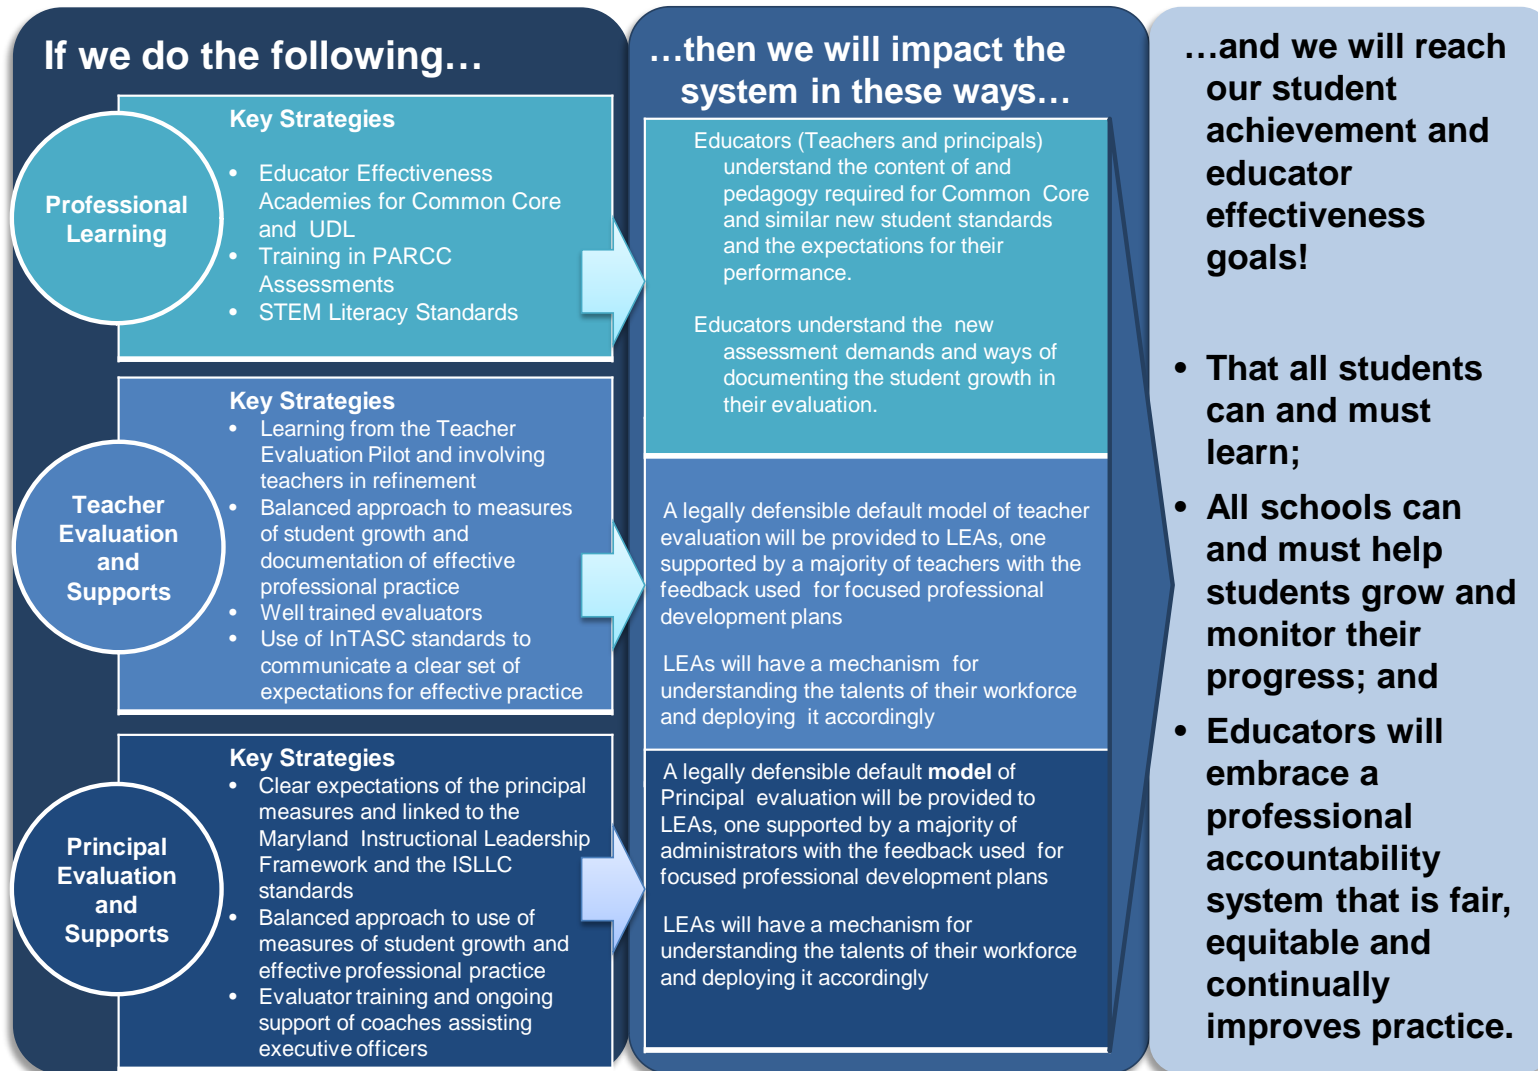 If we do the following…
Professional
Learning
Key Strategies
• Educator Effectiveness
Academies for Common Core
and UDL
• Training in PARCC
Assessments
• STEM Literacy Standards
Teacher
Evaluation
and
Supports
Key Strategies
• Learning from the Teacher
Evaluation Pilot and involving
teachers in refinement
• Balanced approach to measures
of student growth and
documentation of effective
professional practice
• Well trained evaluators
• Use of InTASC standards to
communicate a clear set of
expectations for effective practice
Principal
Evaluation
and
Supports
Key Strategies
• Clear expectations of the principal
measures and linked to the
Maryland Instructional Leadership
Framework and the ISLLC
standards
• Balanced approach to use of
measures of student growth and
effective professional practice
• Evaluator training and ongoing
support of coaches assisting
executive officers
…then we will impact the
system in these ways…
Educators (Teachers and principals)
understand the content of and
pedagogy required for Common Core
and similar new student standards
and the expectations for their
performance.
Educators understand the new
assessment demands and ways of
documenting the student growth in
their evaluation.
A legally defensible default model of teacher
evaluation will be provided to LEAs, one
supported by a majority of teachers with the
feedback used for focused professional
development plans
LEAs will have a mechanism for
understanding the talents of their workforce
and deploying it accordingly
A legally defensible default model of
Principal evaluation will be provided to
LEAs, one supported by a majority of
administrators with the feedback used for
focused professional development plans
LEAs will have a mechanism for
understanding the talents of their workforce
and deploying it accordingly
…and we will reach
our student
achievement and
educator
effectiveness
goals!
• That all students
can and must
learn;
• All schools can
and must help
students grow and
monitor their
progress; and
• Educators will
embrace a
professional
accountability
system that is fair,
equitable and
continually
improves practice.